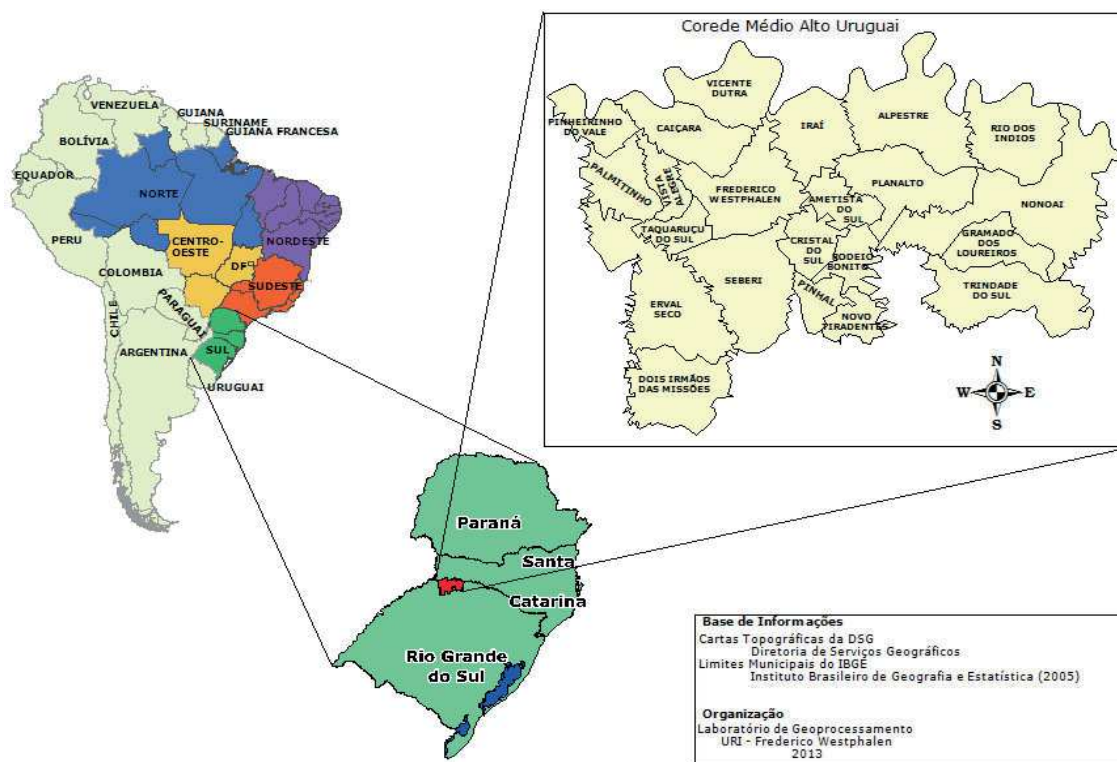 Corede Médio Alto Uruguai
VICENTE
DUTRA
PINHEIRINHO
DO VALE
CAIÇARA
IRAÍ
ALPESTRE
RIO DOS
INDIOS
PALMITINHO
VISTA
ALEGRE
FREDERICO
WESTPHALEN
AMETISTA
DO SUL
PLANALTO
NONOAI
TAQUARUÇU
DO SUL
CRISTAL
DO
SUL
RODEIO
BONITO
GRAMADO
DOS
LOUREIROS
SEBERI
ERVAL
SECO
PINHAL
NOVO
TIRADENTES
TRINDADE
DO SUL
DOIS IRMÃOS
DAS MISSÕES
N
W
E
S
VENEZUELA
GUIANA
SURINAME
GUIANA FRANCESA
BOLÍVIA
EQUADOR
NORTE
PERU
CENTRO-
OESTE
NORDESTE
COLOMBIA
DF
SUDESTE
CHILE
PARAGUAI
ARGENTINA
SUL
URUGUAI
Paraná
Santa
Catarina
Rio Grande
do Sul
Base de Informações
Cartas Topográficas da DSG
Diretoria de Serviços Geográficos
Limites Municipais do IBGE
Instituto Brasileiro de Geografia e Estatística (2005)
Organização
Laboratório de Geoprocessamento
URI - Frederico Westphalen
2013